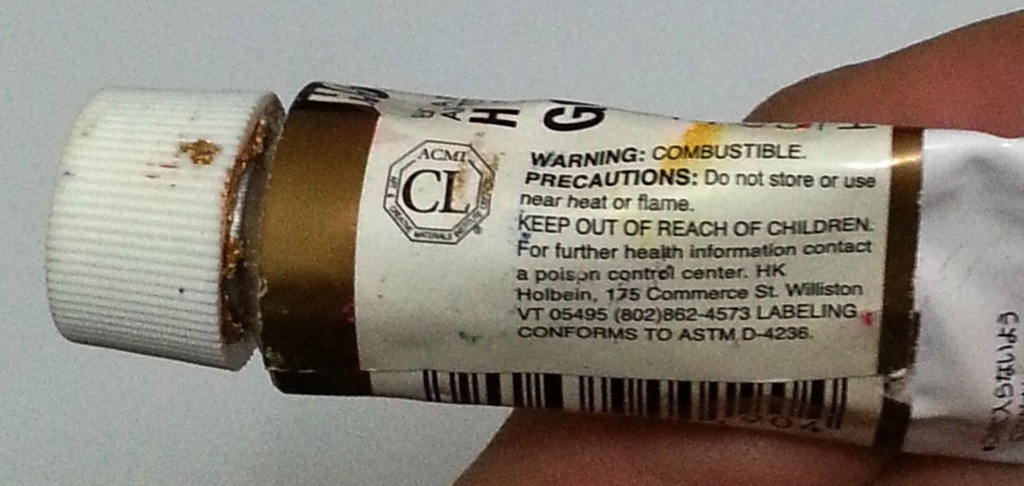 G
H
ACMI
CL
WARNING: COMBUSTIBLE.
PRECAUTIONS: Do not store or use
near heat or flame.
KEEP OUT OF REACH OF CHILDREN.
For further health information contact
a poison control center. HK
Holbein, 175 Commerce St. Williston
VT 05495 (802)862-4573 LABELING
CONFORMS TO ASTM D-4236.